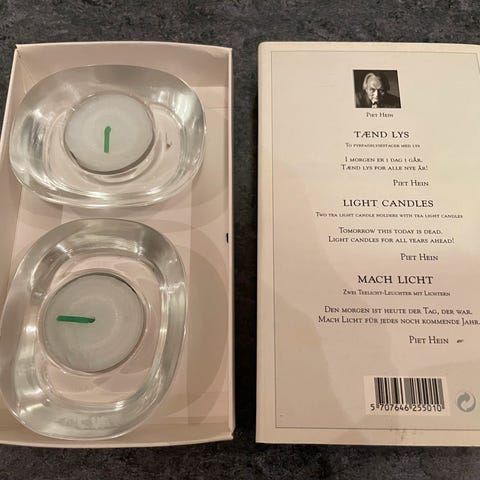 Piet Hein
TÆND LYS
To fyrfadslysestager med lys
I morgen er i dag i går.
Tænd lys for alle nye år!
Piet Hein
LIGHT CANDLES
Two tea light candle holders with tea light candles
Tomorrow this today is dead.
Light candles for all years ahead!
Piet Hein
MACH LICHT
Zwei Teelicht-Leuchter mit Lichtern
Den morgen ist heute der Tag, der war.
Mach Licht für jedes noch kommende Jahr.
Piet Hein
5 707646 255010